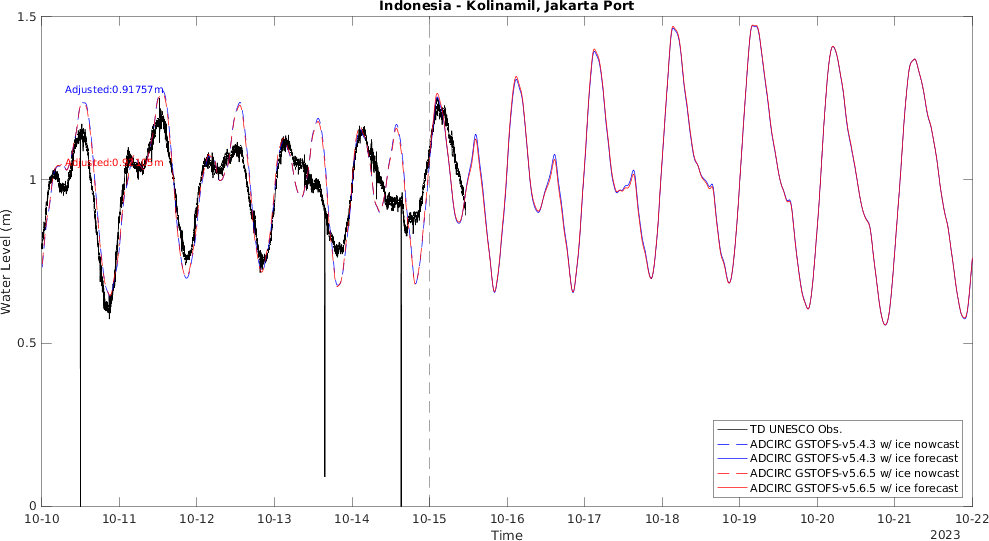 Indonesia - Kolinamil, Jakarta Port
1.5
Adjusted:0.91757m
1
0.5
0
Water Level (m)
TD UNESCO Obs.
ADCIRC GSTOFS-v5.4.3 w/ ice nowcast
ADCIRC GSTOFS-v5.4.3 w/ ice forecast
ADCIRC GSTOFS-v5.6.5 w/ ice nowcast
ADCIRC GSTOFS-v5.6.5 w/ ice forecast
10-10 10-11 10-12 10-13 10-14 10-15 10-16 10-17 10-18 10-19 10-20 10-21 10-22
Time
2023